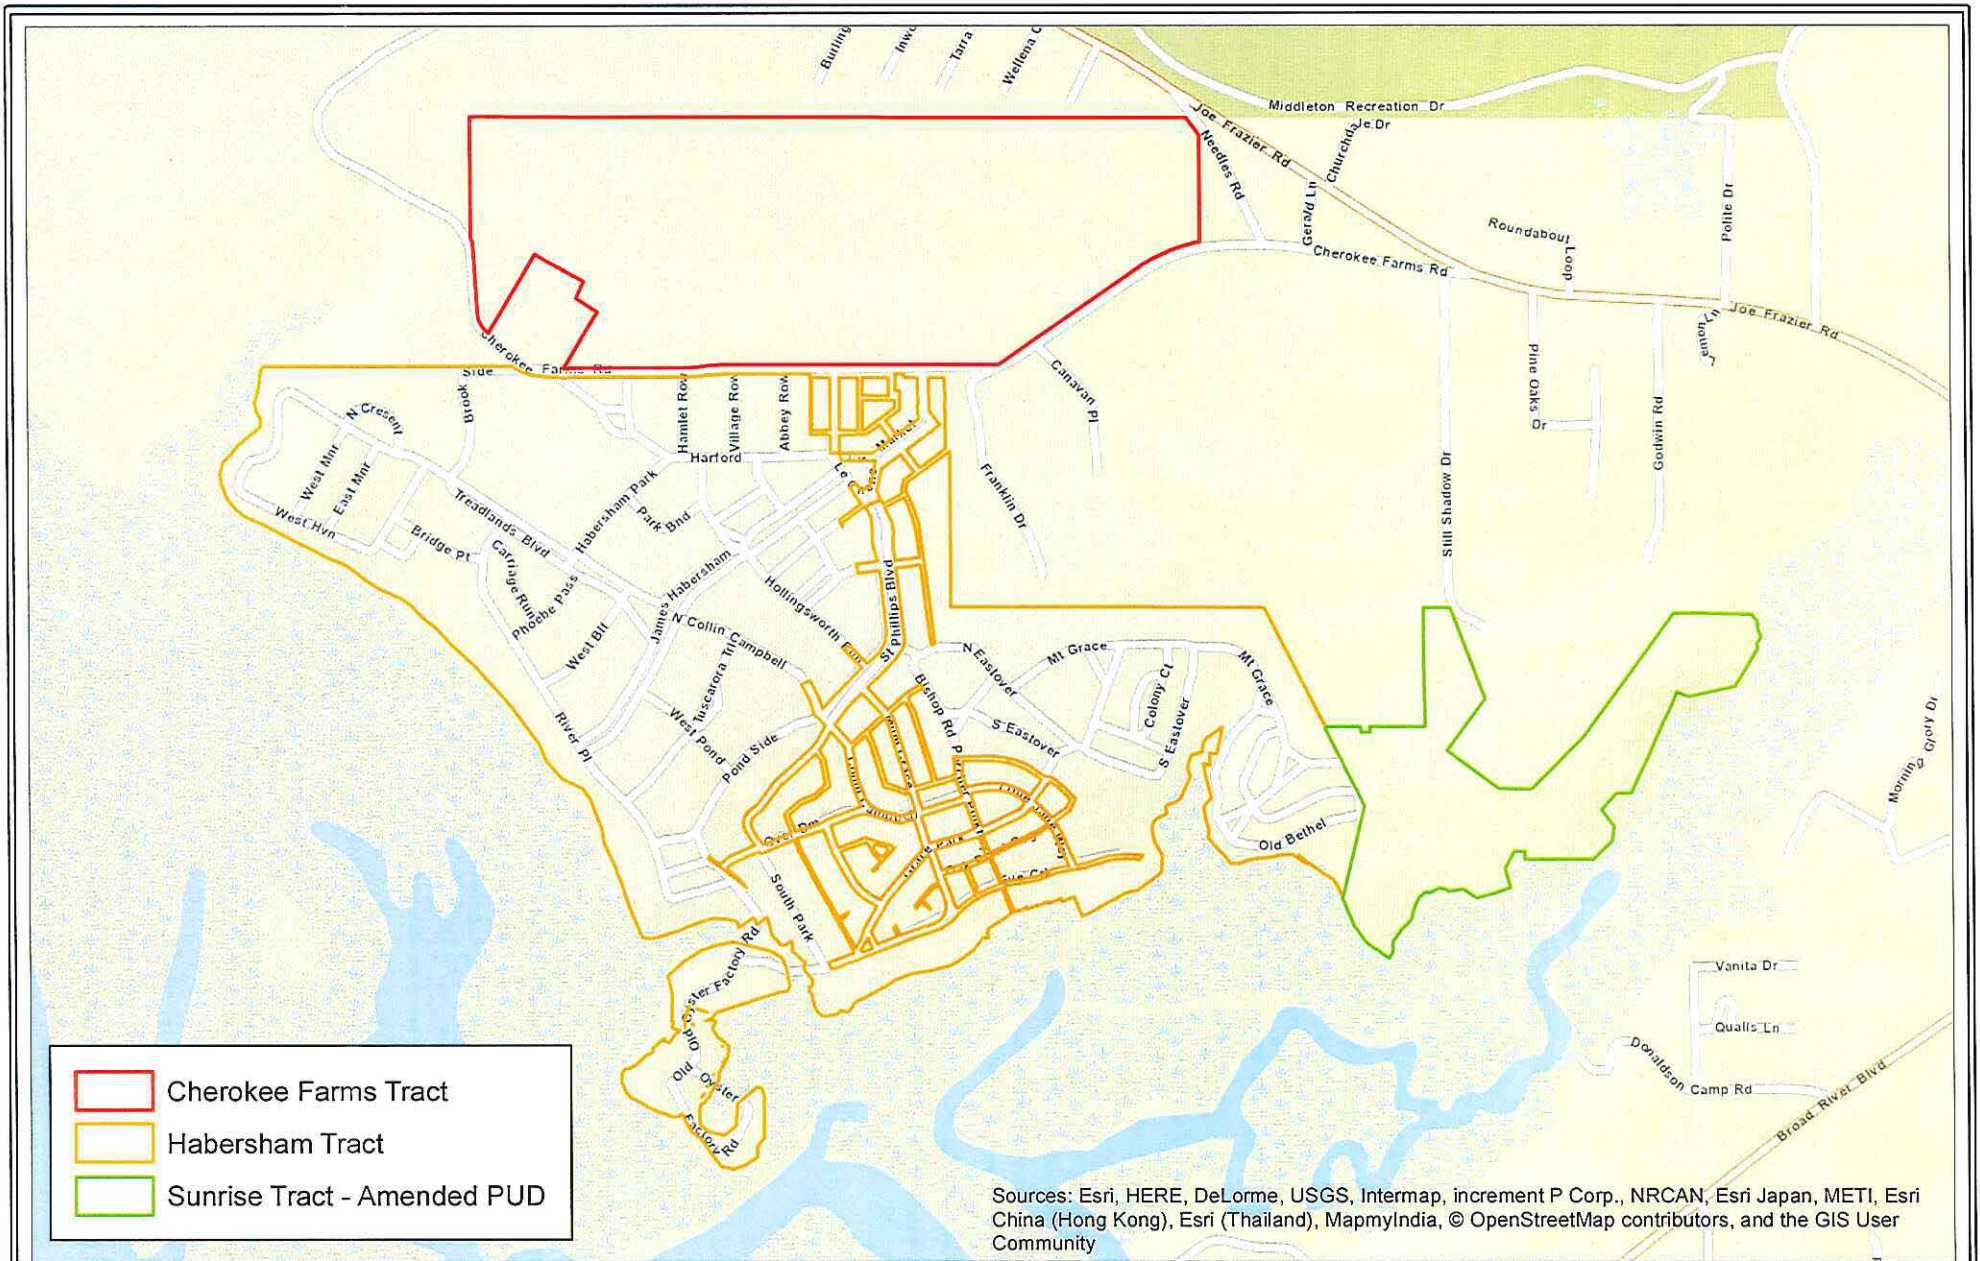 Burling
Inwo
Tarra
Wellena C
Middleton Recreation Dr
Joe Frazier Rd
Churchdale Dr
Needles Rd
Gerald Ln
Cherokee Farms Rd
Roundabout Loop
Polite Dr
Joe Frazier Rd
Luana Ln
Pine Oaks Dr
Godwin Rd
Still Shadow Dr
Canavan Pl
Franklin Dr
Cherokee Farms Rd
Brook Side
N Cresent
West Mnr
East Mnr
West Hvn
Bridge Pt
Treadlands Blvd
Hamlet Row
Village Row
Abbey Row
Harford
Market
Habersham Park
Park Bnd
Carriage Run
Phoebe Pass
West Blf
James Habersham
Hollingsworth Run
St Phillips Blvd
N Collin Campbell
Tuscarora Trl
West Pond
Pond Side
River Pl
N Eastover
Mt Grace
Mt Grace
Colony Ct
S Eastover
S Eastover
Bishop Rd
Old Bethel
South Park
Grace Park
Old Oyster Factory Rd
Old Oyster
Factory Rd
Morning Glory Dr
Vanita Dr
Qualls Ln
Donaldson Camp Rd
Broad River Blvd
Cherokee Farms Tract
Habersham Tract
Sunrise Tract - Amended PUD
Sources: Esri, HERE, DeLorme, USGS, Intermap, increment P Corp., NRCAN, Esri Japan, METI, Esri
China (Hong Kong), Esri (Thailand), MapmyIndia, © OpenStreetMap contributors, and the GIS User
Community